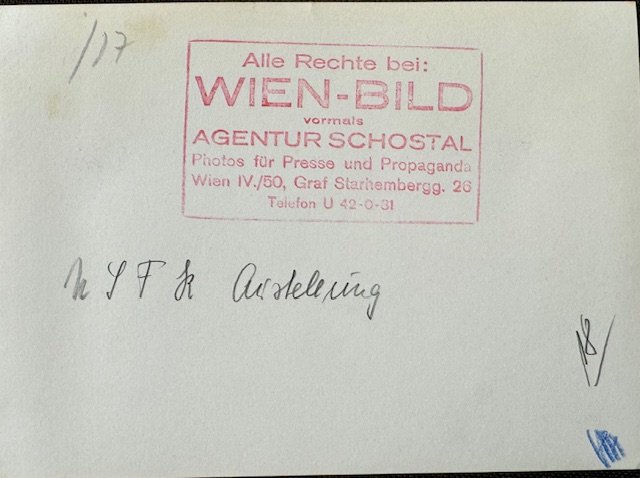 /17
Alle Rechte bei:
WIEN-BILD
vormals
AGENTUR SCHOSTAL
Photos für Presse und Propaganda
Wien IV./50, Graf Starhembergg. 26
Telefon U 42-0-31
N S F K Ausstellung
18/